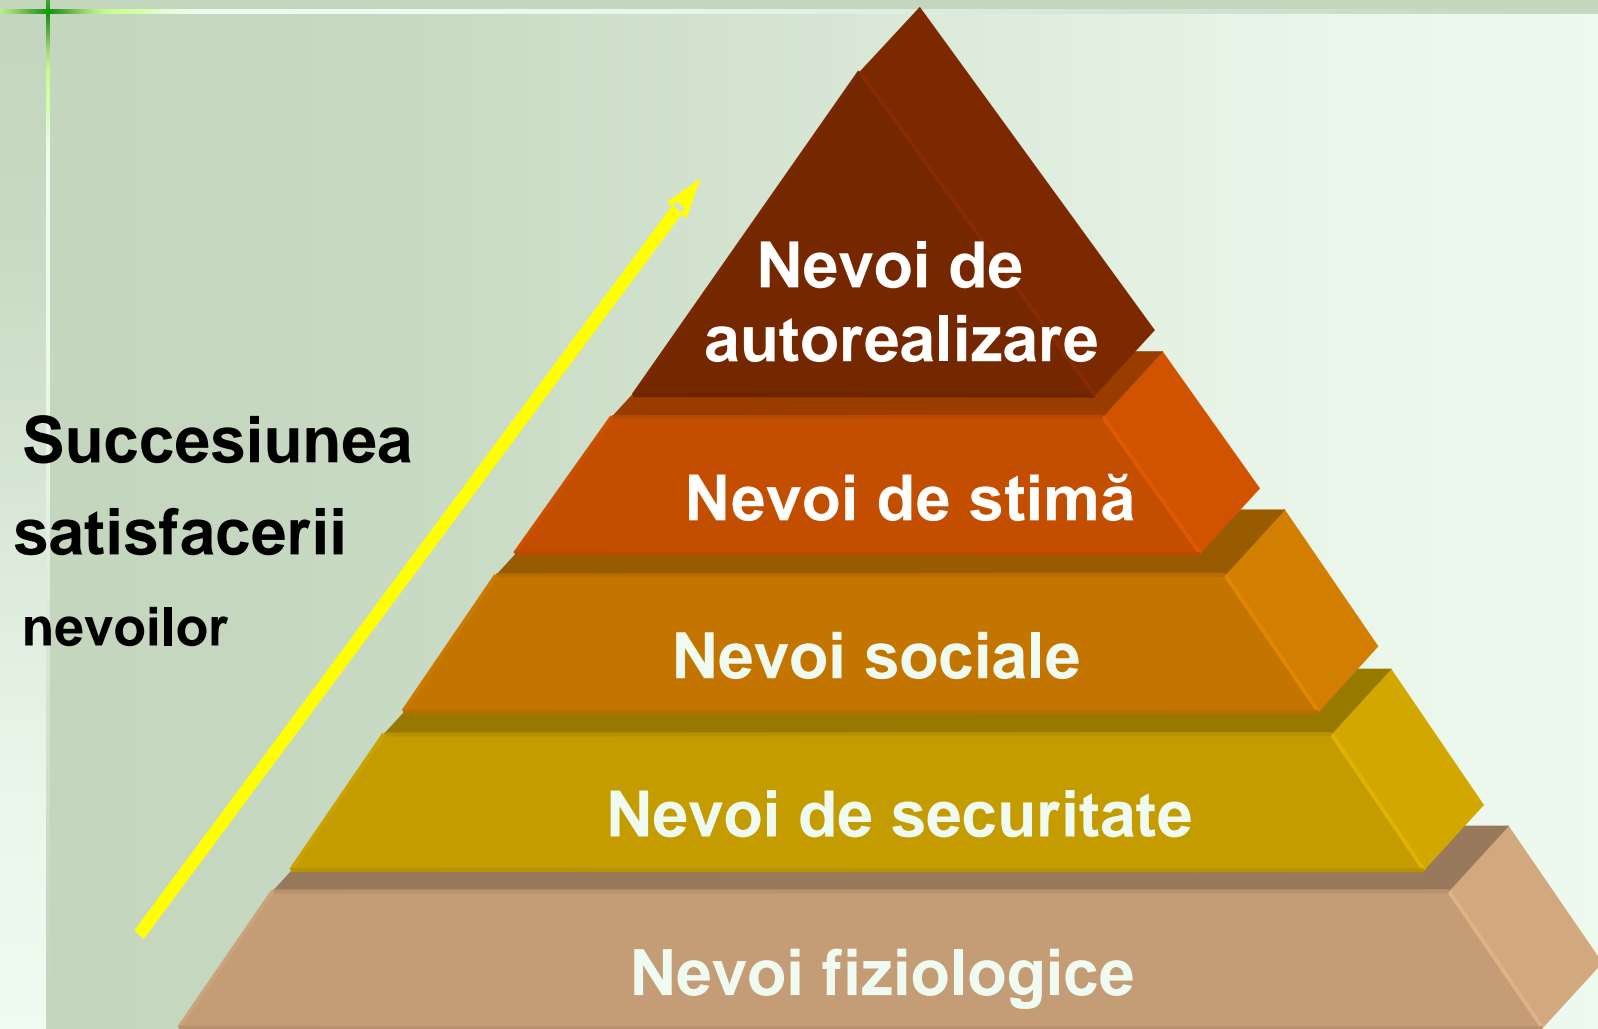 Nevoi de
autorealizare
Succesiunea
satisfacerii
nevoilor
Nevoi de stimă
Nevoi sociale
Nevoi de securitate
Nevoi fiziologice